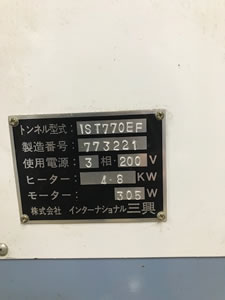 トンネル型式：IST770EF
製造番号：773221
使用電源：3 相・200 V
ヒーター：4.8 KW
モーター：305 W
株式会社 インターナショナル三興